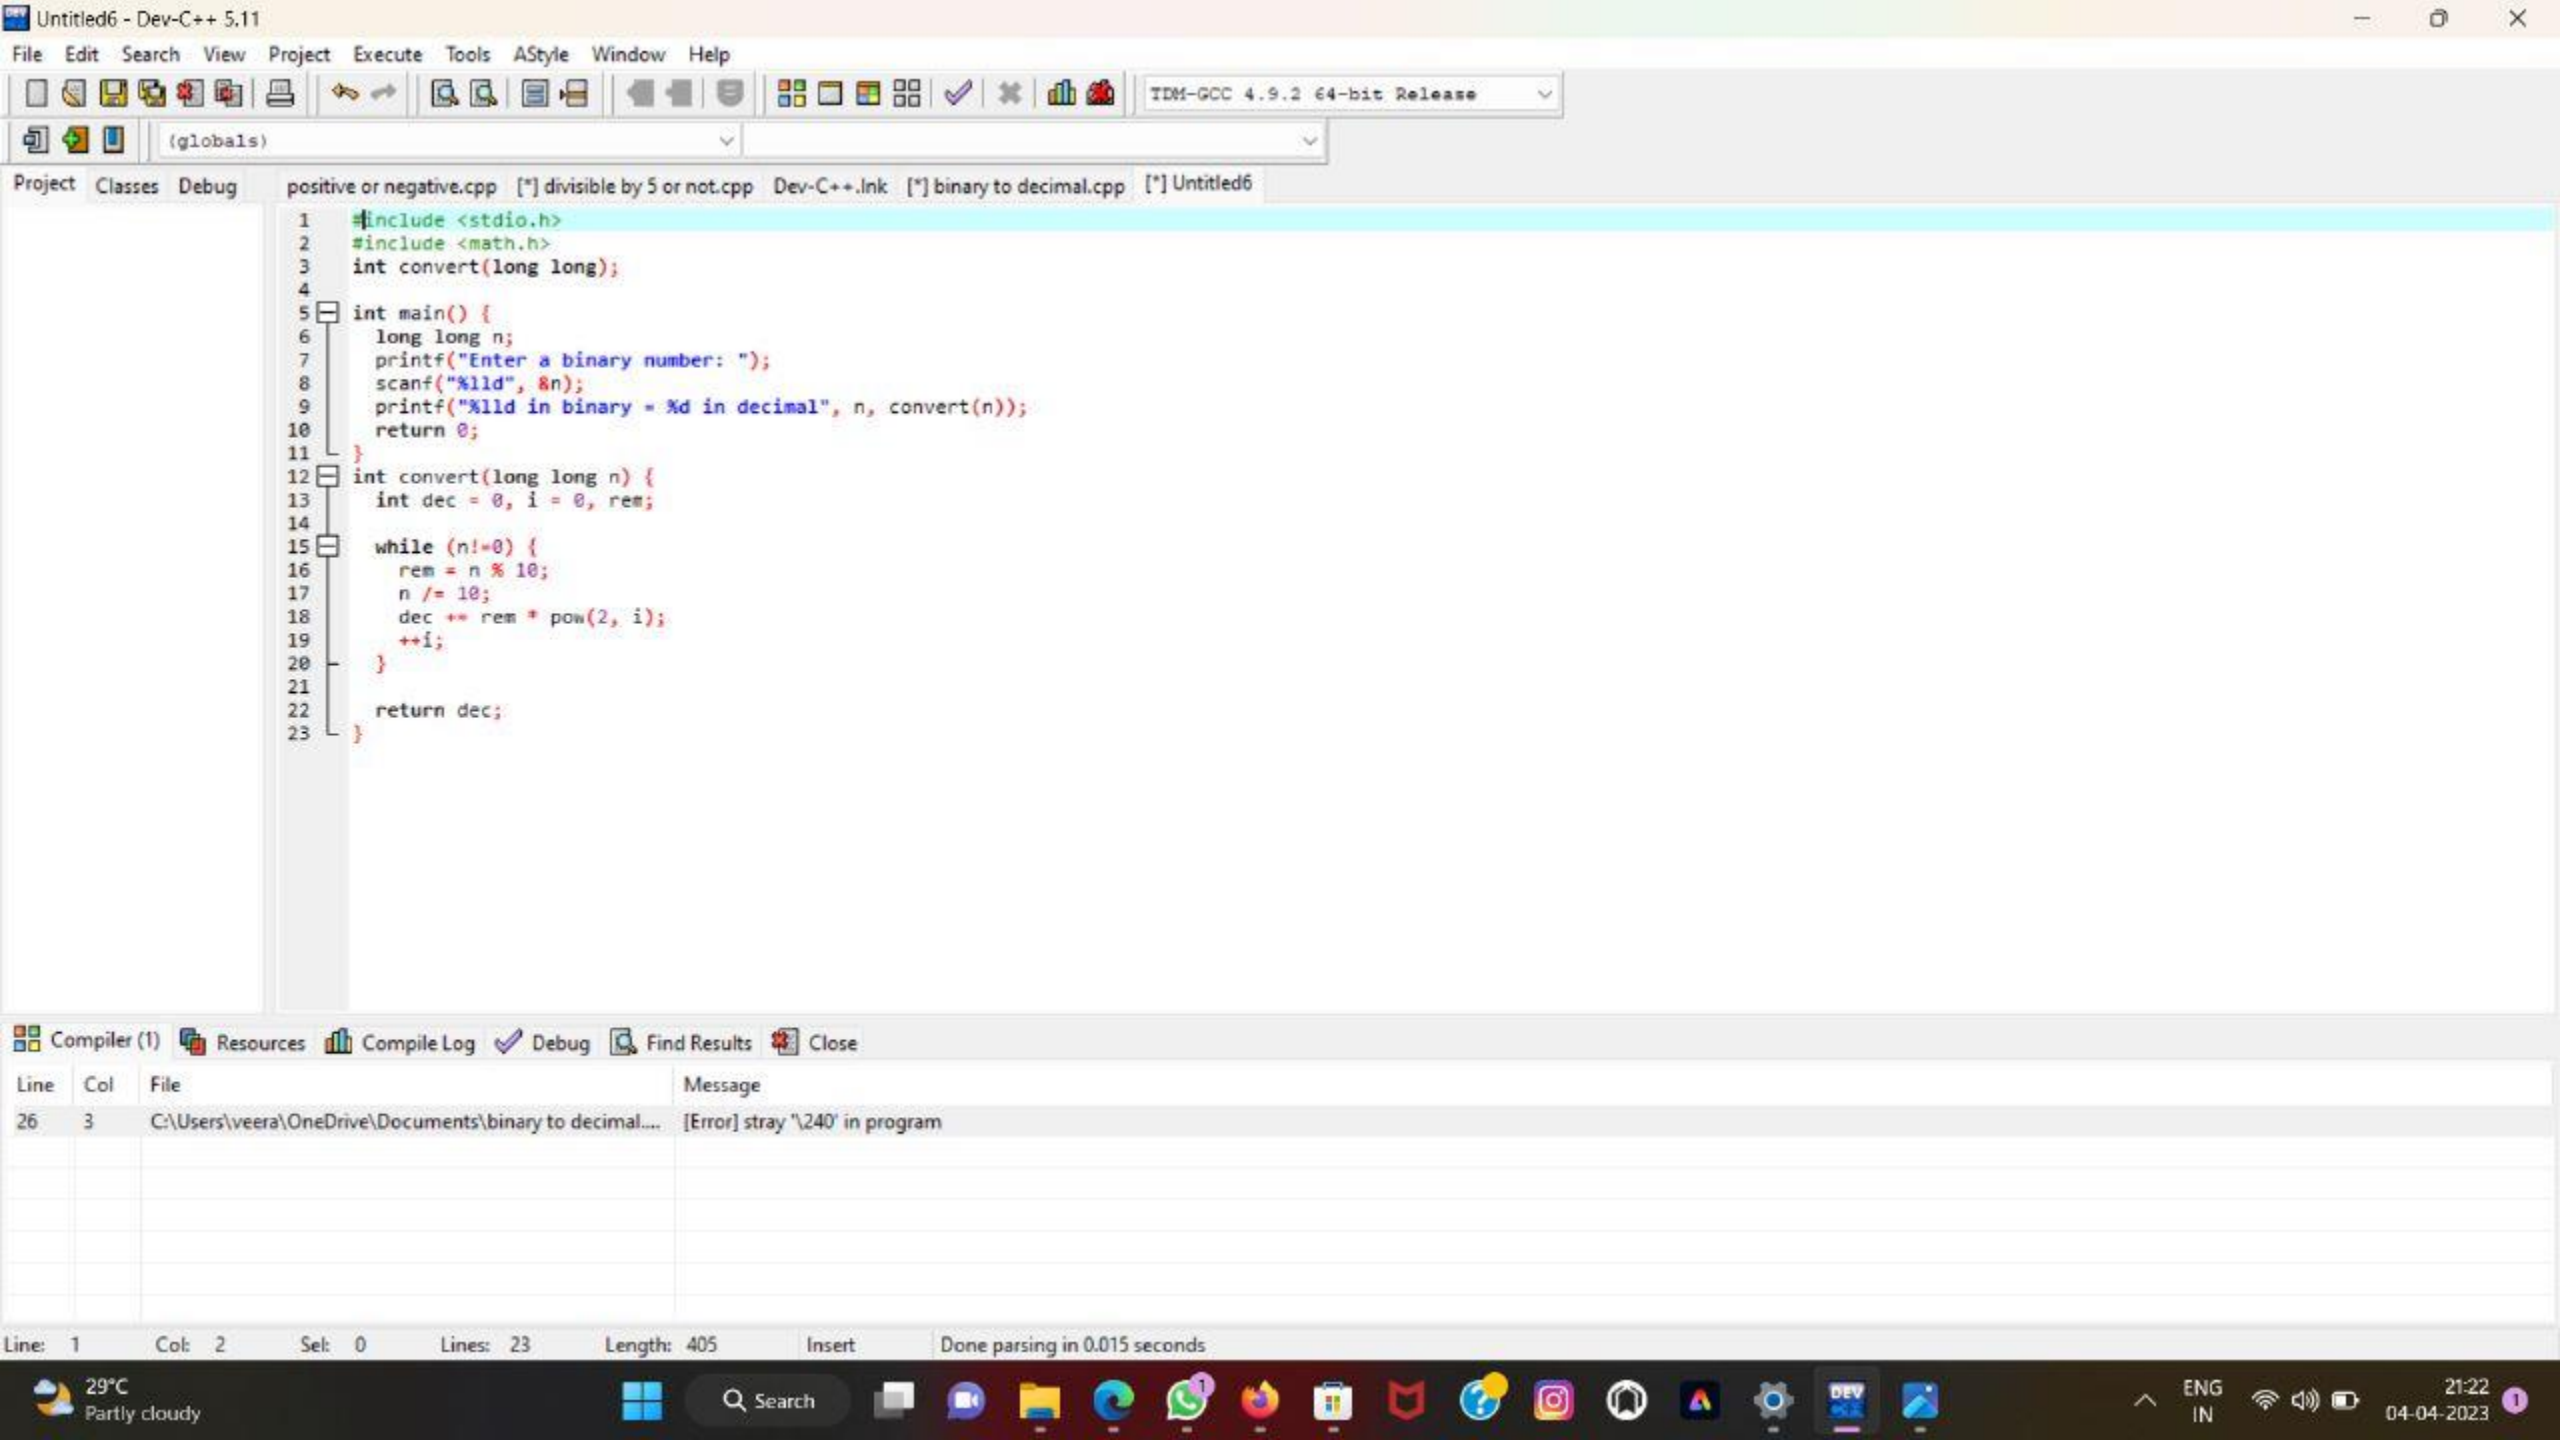 Untitled6 - Dev-C++ 5.11
File Edit Search View Project Execute Tools AStyle Window Help
TDM-GCC 4.9.2 64-bit Release
(globals)
Project Classes Debug positive or negative.cpp [*] divisible by 5 or not.cpp Dev-C++.lnk [*] binary to decimal.cpp [*] Untitled6
1 #include <stdio.h>
2 #include <math.h>
3 int convert(long long);
4
5 int main() {
6 long long n;
7 printf("Enter a binary number: ");
8 scanf("%lld", &n);
9 printf("%lld in binary = %d in decimal", n, convert(n));
10 return 0;
11 }
12 int convert(long long n) {
13 int dec = 0, i = 0, rem;
14
15 while (n!=0) {
16 rem = n % 10;
17 n /= 10;
18 dec += rem * pow(2, i);
19 ++i;
20 }
21
22 return dec;
23 }
Compiler (1) Resources Compile Log Debug Find Results Close
Line Col File Message
26 3 C:\Users\veera\OneDrive\Documents\binary to decimal.... [Error] stray '\240' in program
Line: 1 Col: 2 Sel: 0 Lines: 23 Length: 405 Insert Done parsing in 0.015 seconds
29°C
Partly cloudy
Search
1
DEV
ENG
IN
21:22
04-04-2023
1